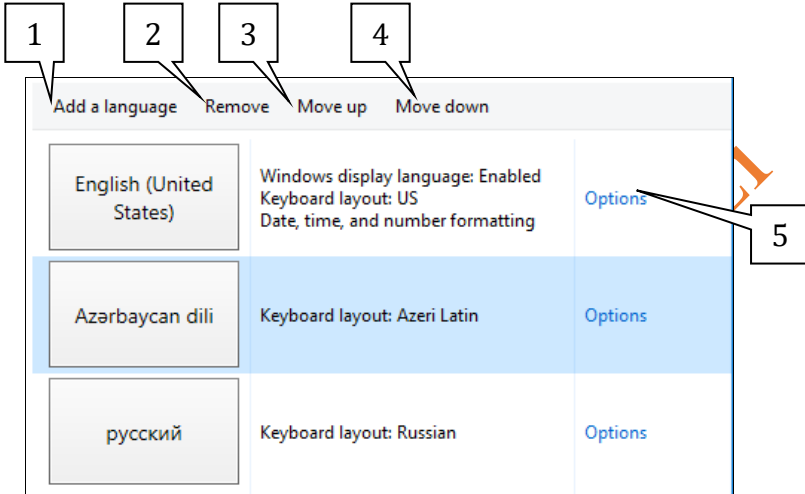 1 2 3 4
Add a language Remove Move up Move down
English (United States)
Windows display language: Enabled
Keyboard layout: US
Date, time, and number formatting
Options
5
Azərbaycan dili
Keyboard layout: Azeri Latin
Options
русский
Keyboard layout: Russian
Options